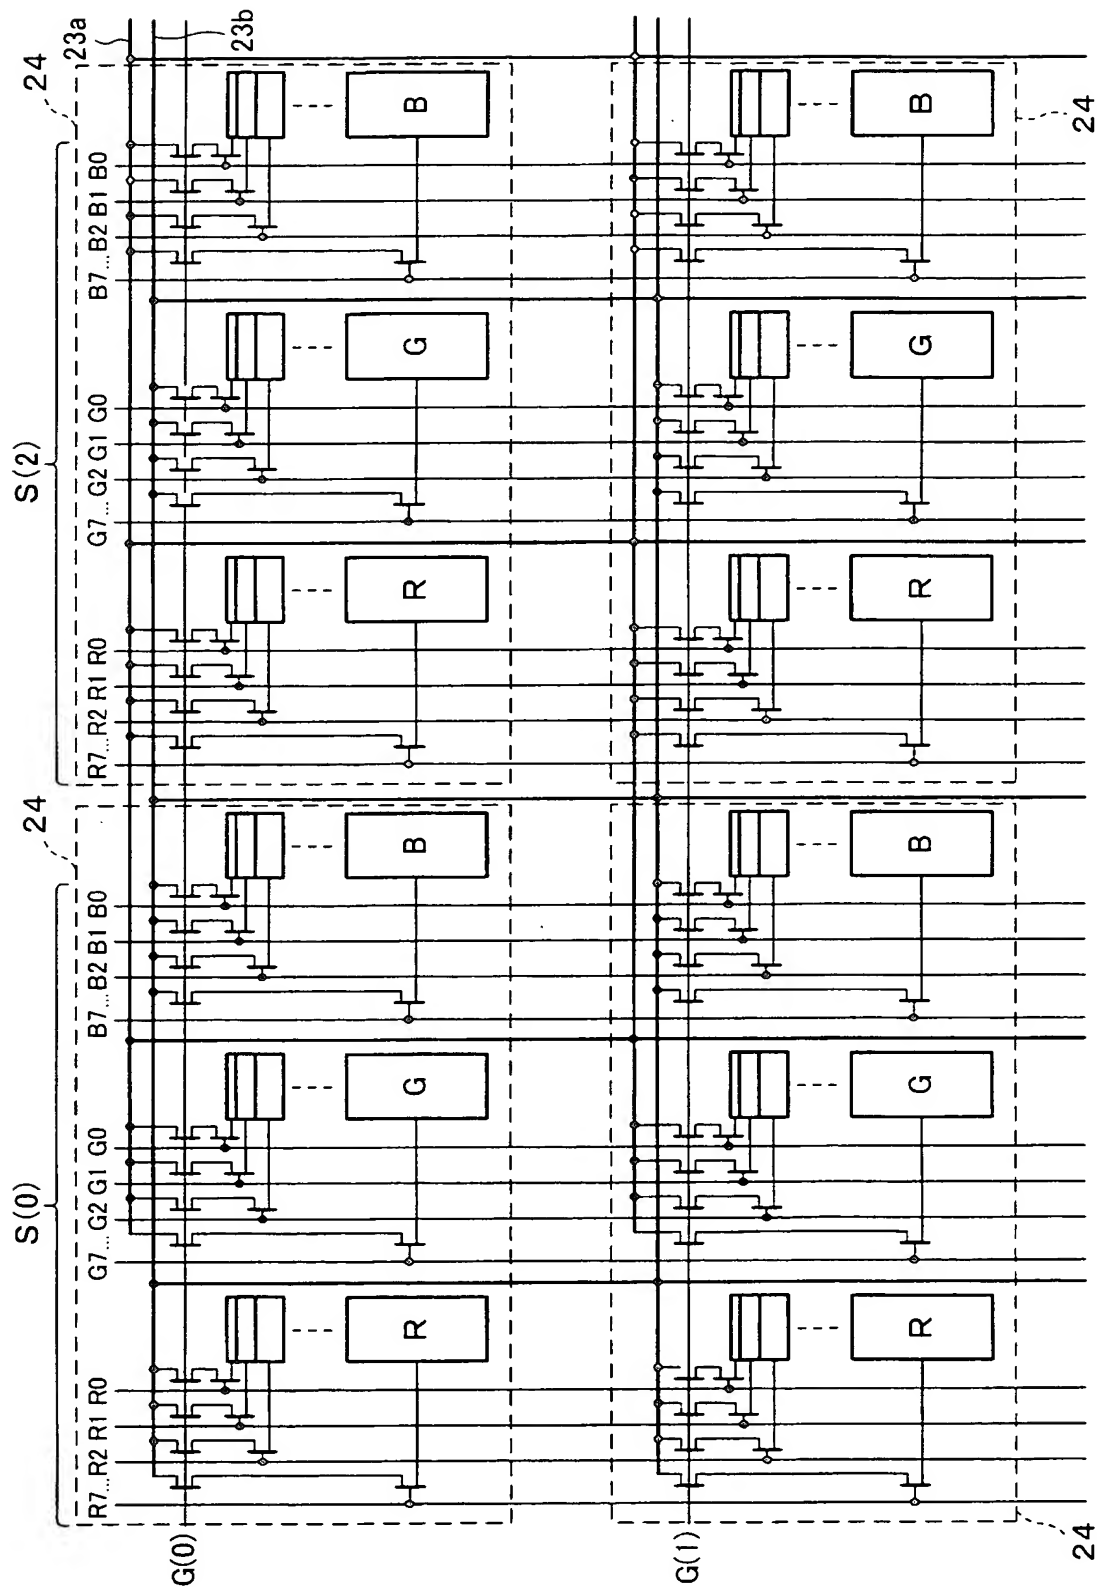 S(0) 24 S(2) 24
R7...R2 R1 R0 G7...G2 G1 G0 B7...B2 B1 B0 R7...R2 R1 R0 G7...G2 G1 G0 B7...B2 B1 B0
23a
G(0)
23b
R G B R G B
G(1)
R G B R G B
24 24